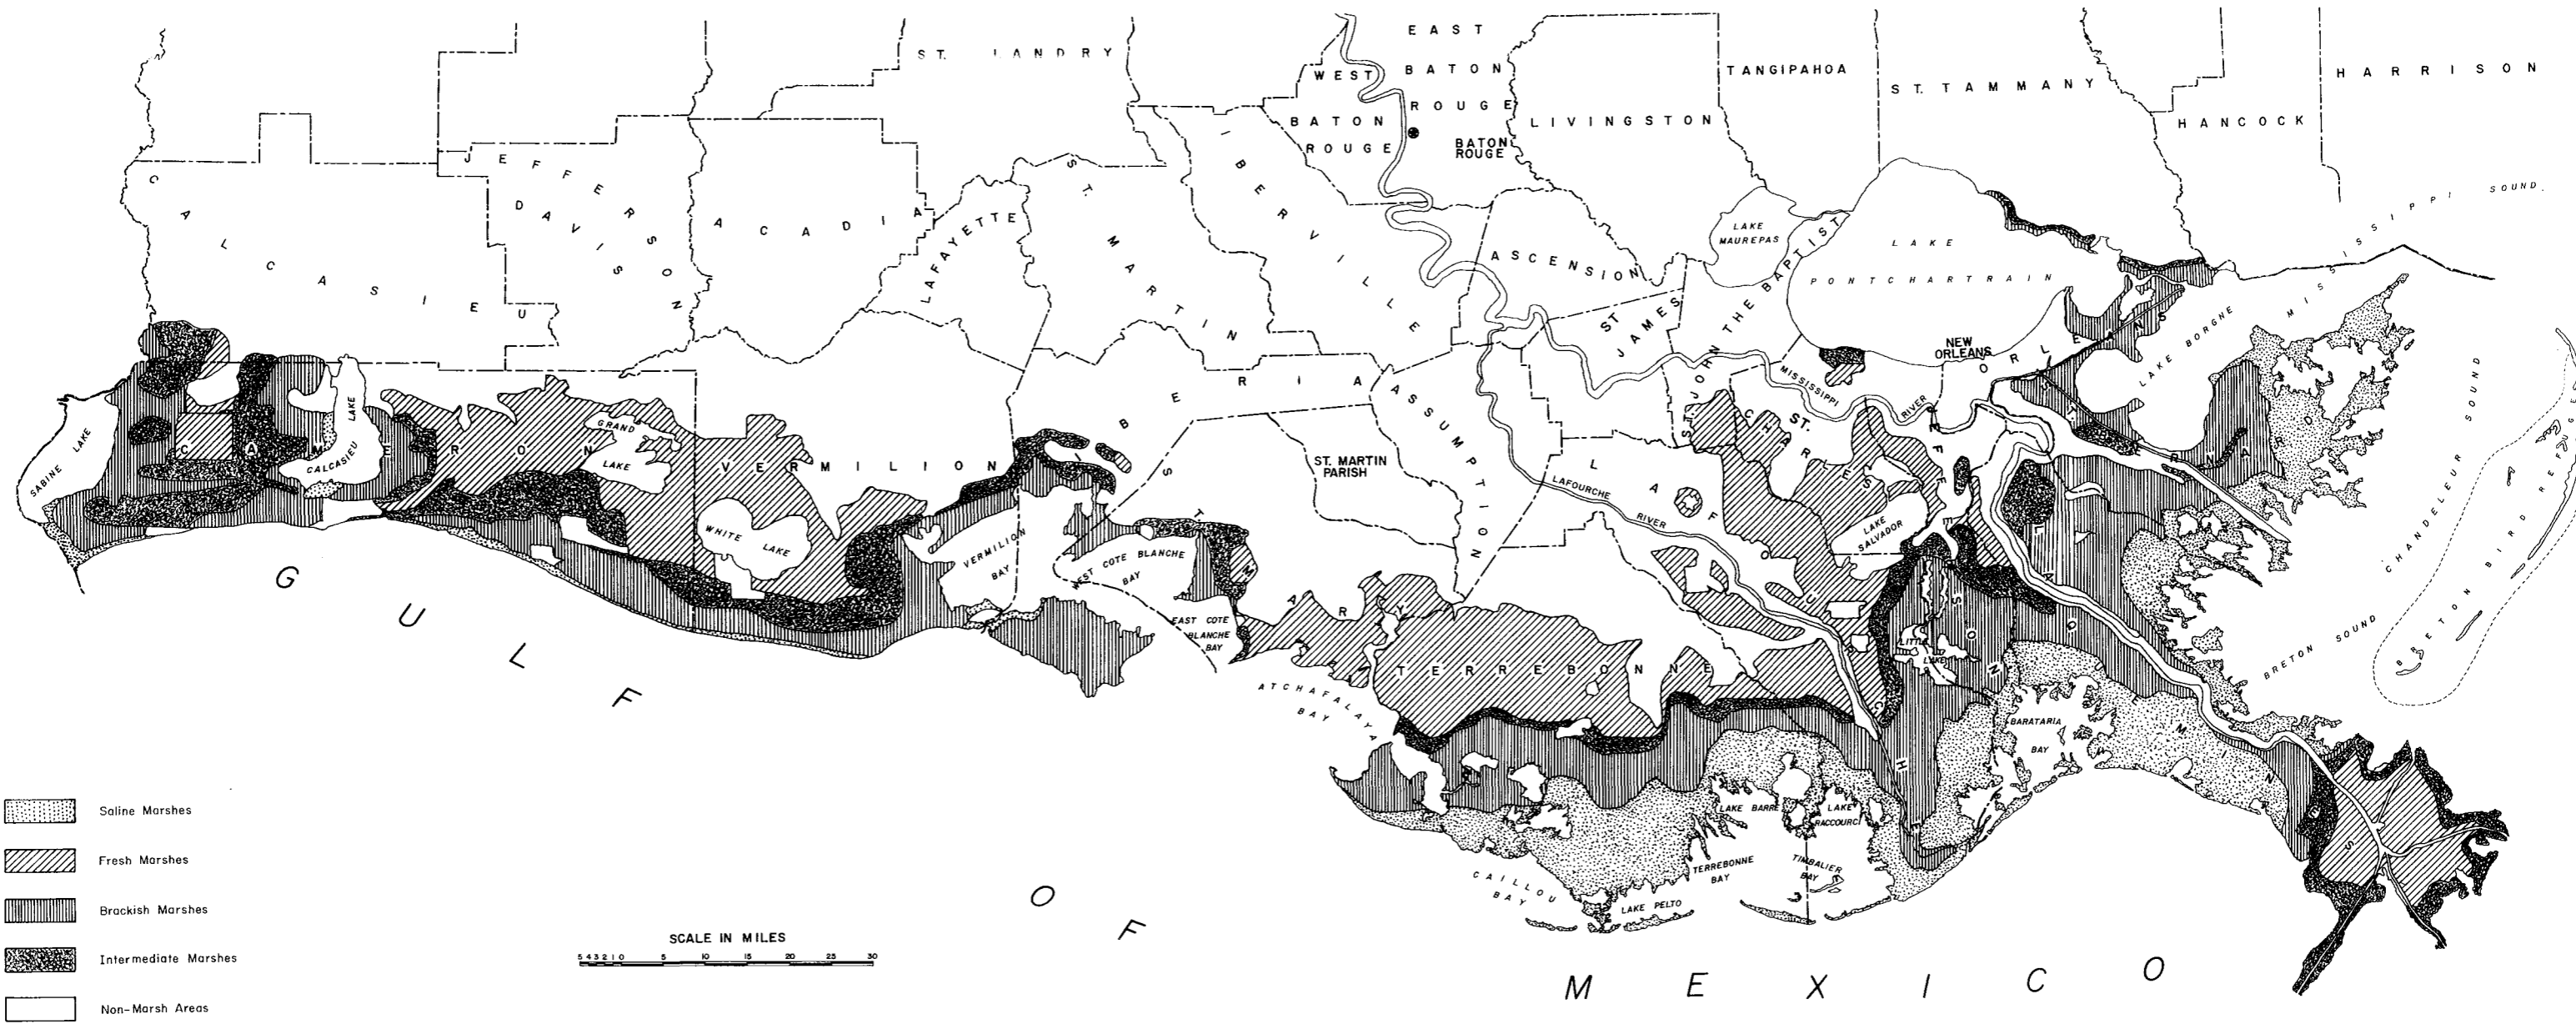 ST. LANDRY
EAST
BATON
ROUGE
WEST
BATON
ROUGE
BATON
ROUGE
LIVINGSTON
TANGIPAHOA
ST. TAMMANY
HANCOCK
HARRISON
MISSISSIPPI SOUND
CALCASIEU
JEFFERSON
DAVIS
ACADIA
LAFAYETTE
ST. MARTIN
IBERVILLE
ASCENSION
ST.
JAMES
ST. JOHN THE BAPTIST
LAKE
MAUREPAS
LAKE
PONTCHARTRAIN
NEW
ORLEANS
ORLEANS
LAKE BORGNE
MISSISSIPPI
RIVER
ST. BERNARD
CHANDELEUR SOUND
BRETON BIRD REFUGE
BRETON SOUND
SABINE LAKE
CAMERON
CALCASIEU
LAKE
GRAND
LAKE
VERMILION
WHITE LAKE
VERMILION
BAY
IBERIA
WEST COTE BLANCHE
BAY
EAST COTE
BLANCHE
BAY
ST. MARY
ST. MARTIN
PARISH
ASSUMPTION
LAFOURCHE
LAFOURCHE
RIVER
ST.
CHARLES
LAKE
SALVADOR
JEFFERSON
PLAQUEMINES
LITTLE
LAKE
BARATARIA
BAY
TERREBONNE
ATCHAFALAYA
BAY
CAILLOU
BAY
LAKE PELTO
TERREBONNE
BAY
LAKE BARRE
LAKE
RACCOURCI
TIMBALIER
BAY
GULF
OF
MEXICO
Saline Marshes
Fresh Marshes
Brackish Marshes
Intermediate Marshes
Non-Marsh Areas
SCALE IN MILES
5 4 3 2 1 0 5 10 15 20 25 30